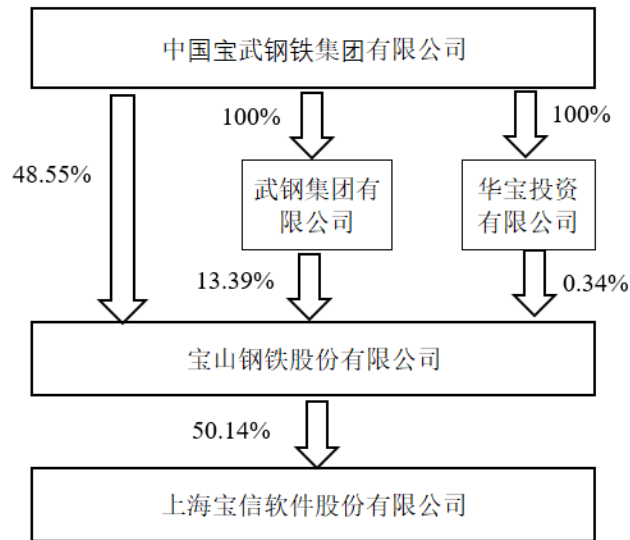 中国宝武钢铁集团有限公司
100%
100%
48.55%
武钢集团有
限公司
华宝投资
有限公司
13.39%
0.34%
宝山钢铁股份有限公司
50.14%
上海宝信软件股份有限公司